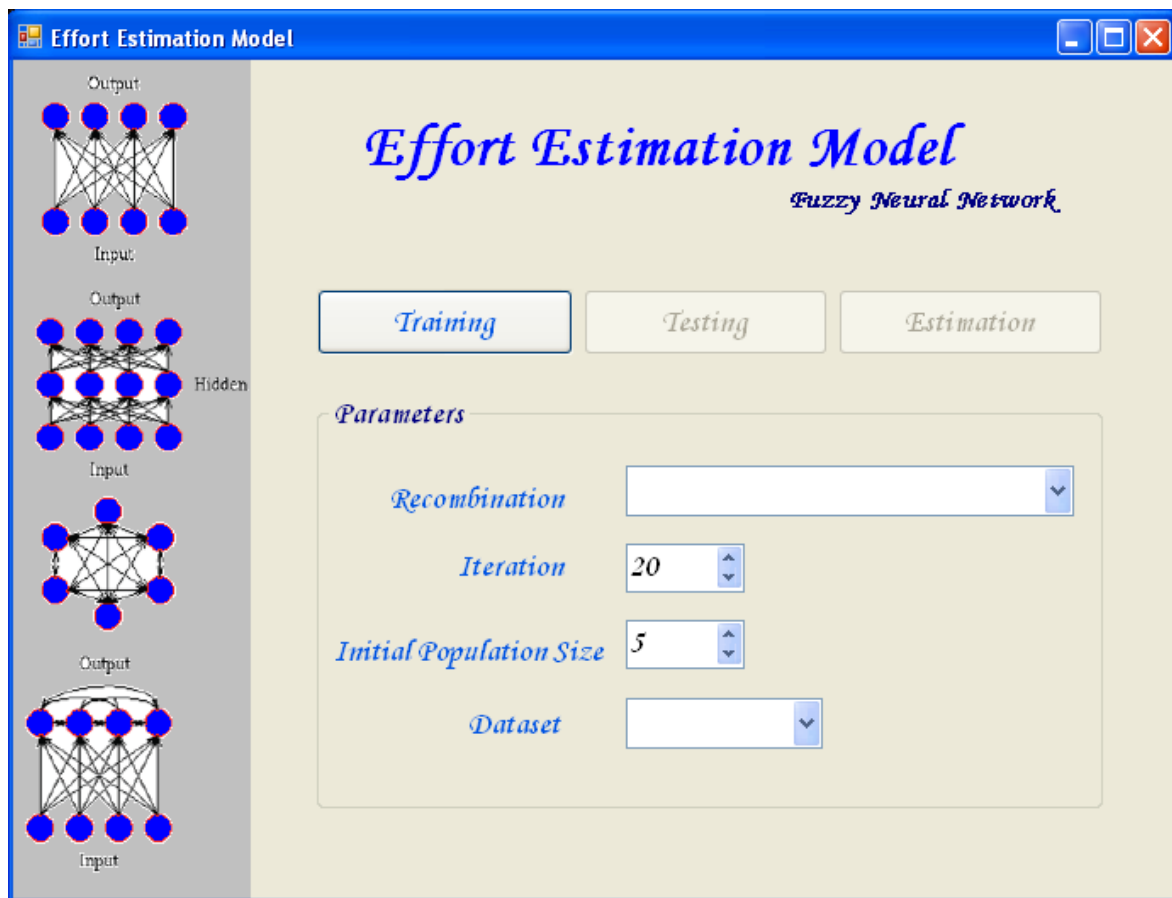 Effort Estimation Model
Output
Input
Output
Hidden
Input
Output
Input
Effort Estimation Model
Fuzzy Neural Network
Training Testing Estimation
Parameters
Recombination
Iteration 20
Initial Population Size 5
Dataset